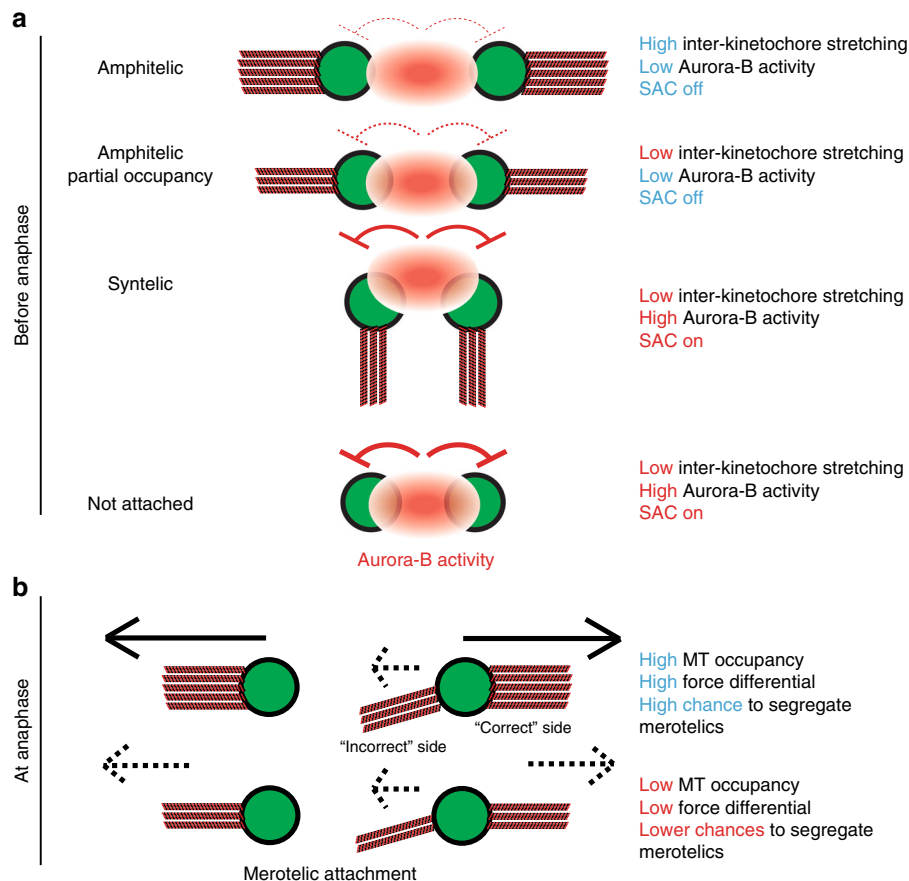 a
Before anaphase
Amphitelic
High inter-kinetochore stretching
Low Aurora-B activity
SAC off
Amphitelic
partial occupancy
Low inter-kinetochore stretching
Low Aurora-B activity
SAC off
Syntelic
Low inter-kinetochore stretching
High Aurora-B activity
SAC on
Not attached
Low inter-kinetochore stretching
High Aurora-B activity
SAC on
Aurora-B activity
b
At anaphase
"Incorrect" side
"Correct" side
High MT occupancy
High force differential
High chance to segregate
merotelics
Low MT occupancy
Low force differential
Lower chances to segregate
merotelics
Merotelic attachment